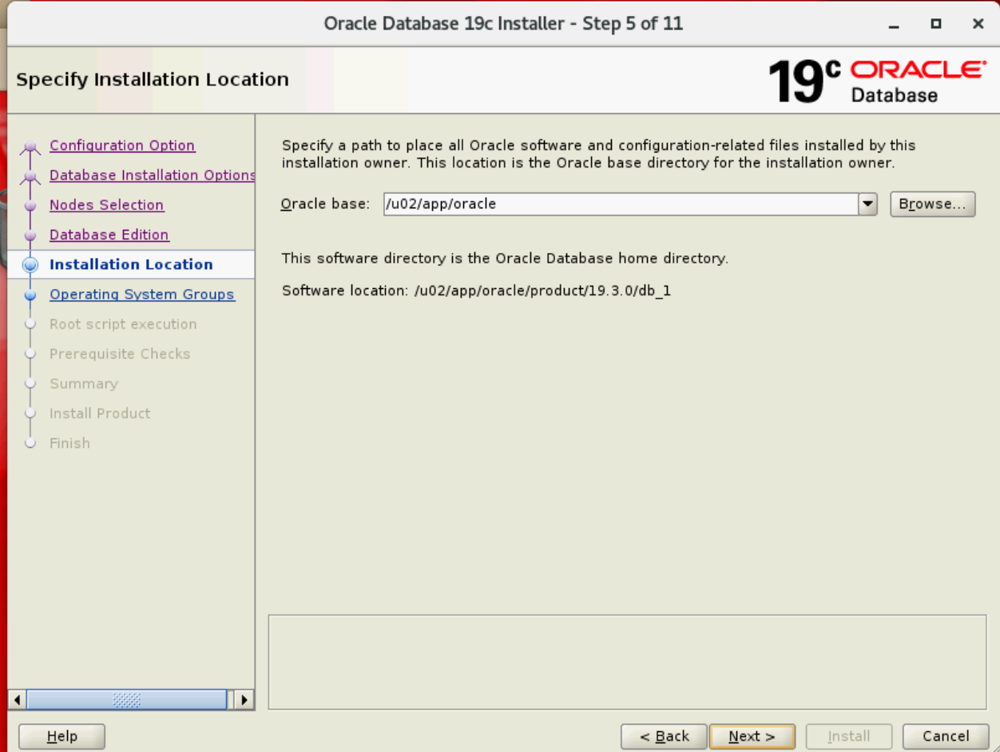 Oracle Database 19c Installer - Step 5 of 11
Specify Installation Location
19c ORACLE
Database
Configuration Option
Database Installation Options
Nodes Selection
Database Edition
Installation Location
Operating System Groups
Root script execution
Prerequisite Checks
Summary
Install Product
Finish
Specify a path to place all Oracle software and configuration-related files installed by this
installation owner. This location is the Oracle base directory for the installation owner.
Oracle base: /u02/app/oracle Browse...
This software directory is the Oracle Database home directory.
Software location: /u02/app/oracle/product/19.3.0/db_1
Help < Back Next > Install Cancel